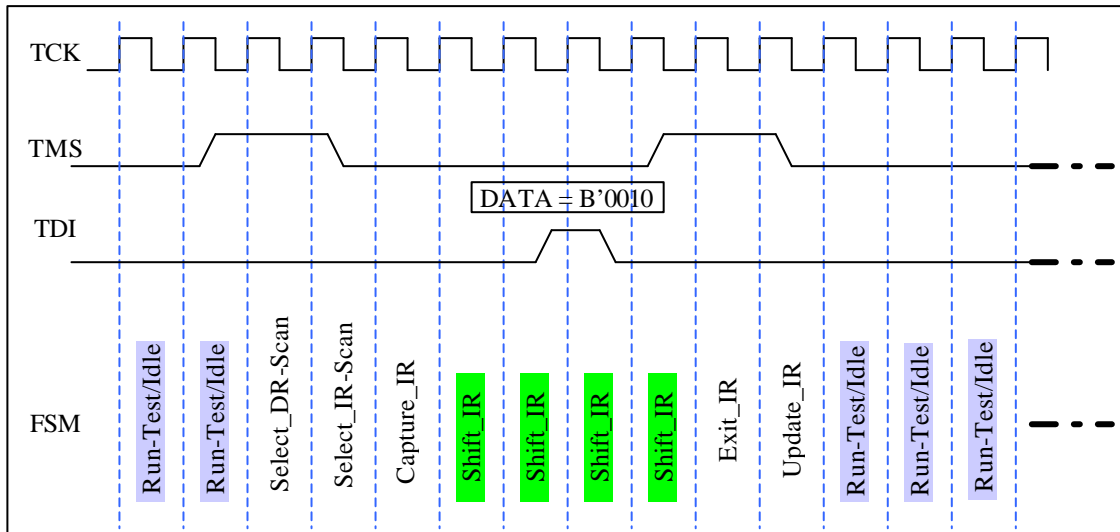 TCK
TMS
DATA = B'0010
TDI
FSM
Run-Test/Idle
Run-Test/Idle
Select_DR-Scan
Select_IR-Scan
Capture_IR
Shift_IR
Shift_IR
Shift_IR
Shift_IR
Exit_IR
Update_IR
Run-Test/Idle
Run-Test/Idle
Run-Test/Idle